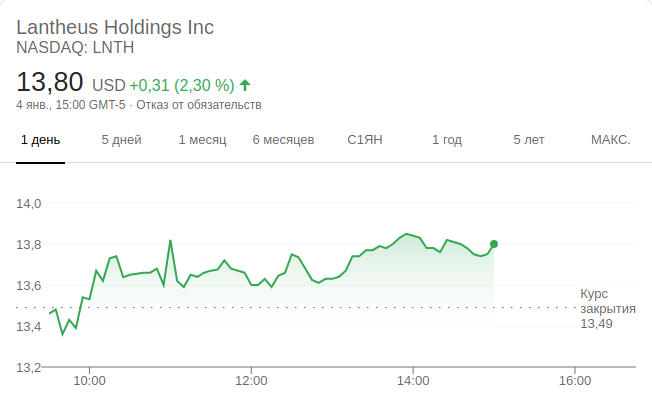 Lantheus Holdings Inc
NASDAQ: LNTH
13,80 USD +0,31 (2,30 %)
4 янв., 15:00 GMT-5 · Отказ от обязательств
1 день 5 дней 1 месяц 6 месяцев С1ЯН 1 год 5 лет МАКС.
14,0
13,8
13,6
Курс
закрытия
13,49
13,4
13,2
10:00 12:00 14:00 16:00